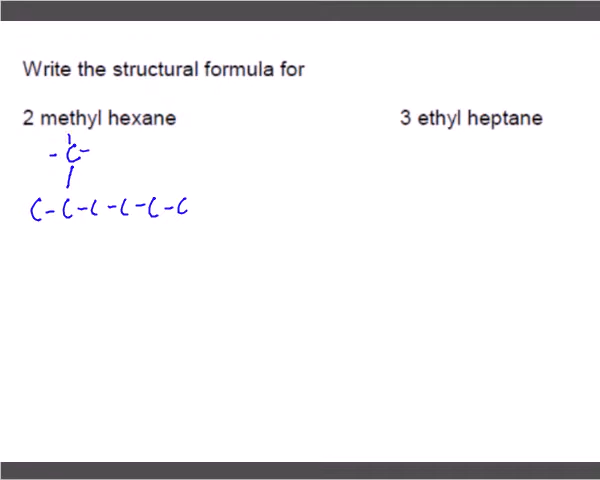 Write the structural formula for
2 methyl hexane 3 ethyl heptane
- C -
C - C - C - C - C - C